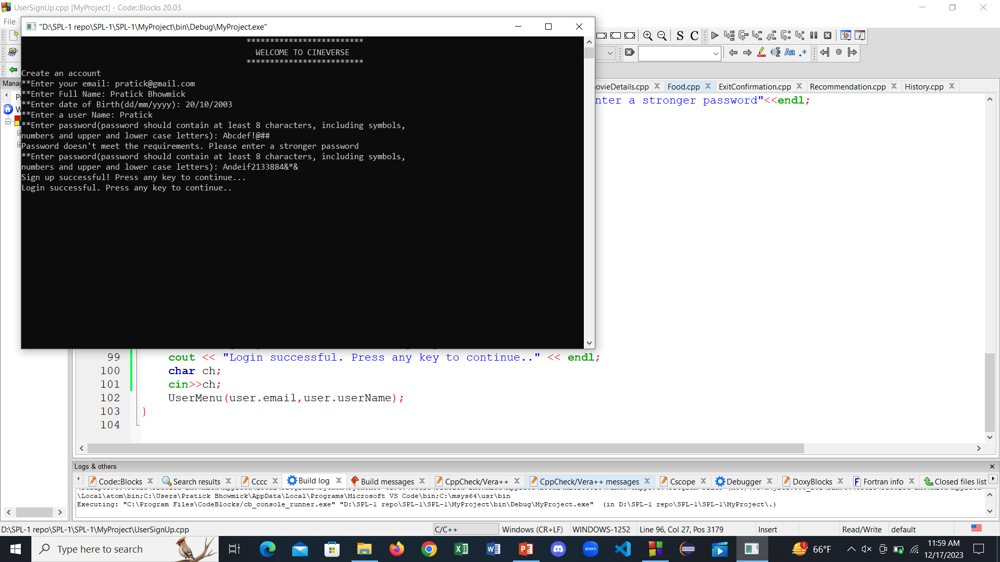 UserSignUp.cpp [MyProject] - Code::Blocks 20.03
File
"D:\SPL-1 repo\SPL-1\SPL-1\MyProject\bin\Debug\MyProject.exe"
*************************
WELCOME TO CINEVERSE
*************************
Create an account
**Enter your email: pratick@gmail.com
**Enter Full Name: Pratick Bhowmick
**Enter date of Birth(dd/mm/yyyy): 20/10/2003
**Enter a user Name: Pratick
**Enter password(password should contain at least 8 characters, including symbols,
numbers and upper and lower case letters): Abcdef!@##
Password doesn't meet the requirements. Please enter a stronger password
**Enter password(password should contain at least 8 characters, including symbols,
numbers and upper and lower case letters): Andeif2133884&*&
Sign up successful! Press any key to continue...
Login successful. Press any key to continue..
S C
Aa .*
Manag
ovieDetails.cpp Food.cpp ExitConfirmation.cpp Recommendation.cpp History.cpp
nter a stronger password"<<endl;
99 cout << "Login successful. Press any key to continue.." << endl;
100 char ch;
101 cin>>ch;
102 UserMenu(user.email,user.userName);
103 }
104
Logs & others
Code::Blocks Search results Cccc Build log Build messages CppCheck/Vera++ CppCheck/Vera++ messages Cscope Debugger DoxyBlocks Fortran info Closed files list
\Local\atom\bin;C:\Users\Pratick Bhowmick\AppData\Local\Programs\Microsoft VS Code\bin;C:\msys64\usr\bin
Executing: "C:\Program Files\CodeBlocks/cb_console_runner.exe" "D:\SPL-1 repo\SPL-1\SPL-1\MyProject\bin\Debug\MyProject.exe" (in D:\SPL-1 repo\SPL-1\SPL-1\MyProject\.)
D:\SPL-1 repo\SPL-1\SPL-1\MyProject\UserSignUp.cpp C/C++ Windows (CR+LF) WINDOWS-1252 Line 96, Col 27, Pos 3179 Insert Read/Write default
Type here to search
zoom
66°F
11:59 AM
12/17/2023